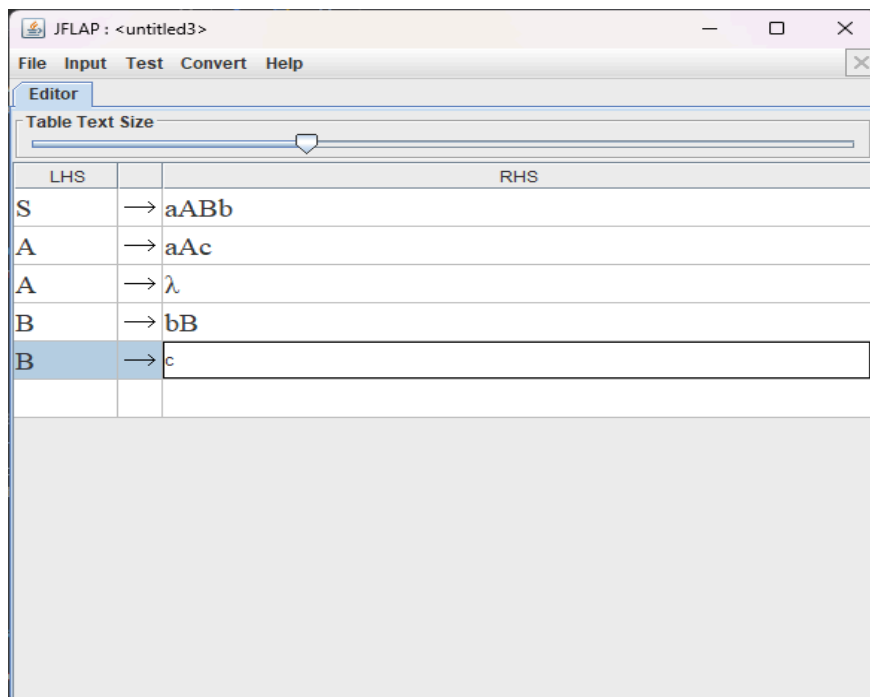 JFLAP : <untitled3>
File Input Test Convert Help
Editor
Table Text Size
LHS RHS
S → aABb
A → aAc
A → λ
B → bB
B → c